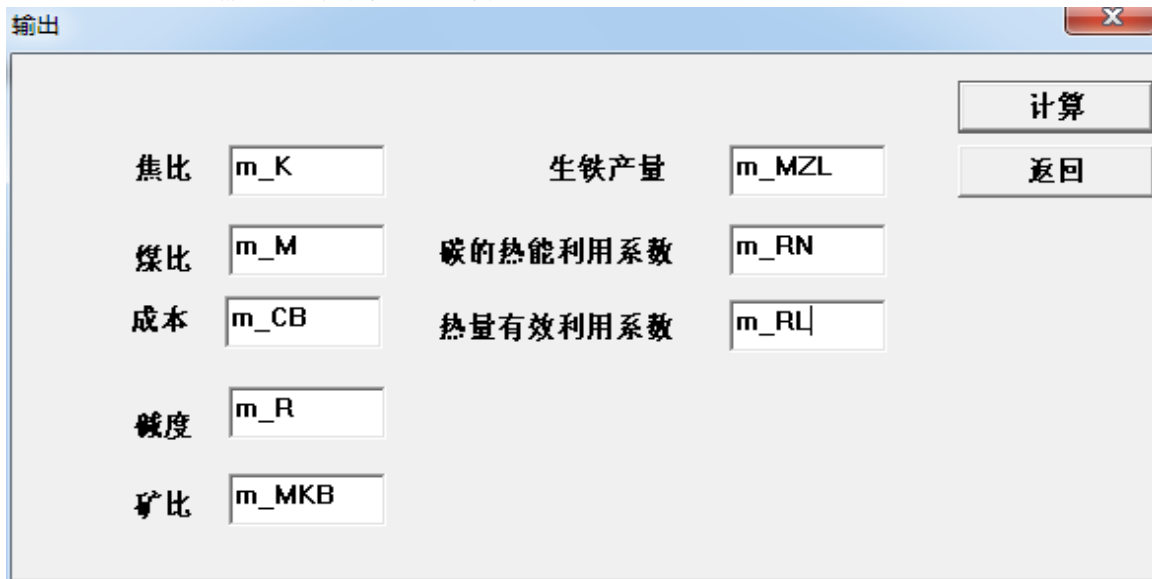 输出
计算
焦比 m_K 生铁产量 m_MZL 返回
煤比 m_M 碳的热能利用系数 m_RN
成本 m_CB 热量有效利用系数 m_RL
碱度 m_R
矿比 m_MKB